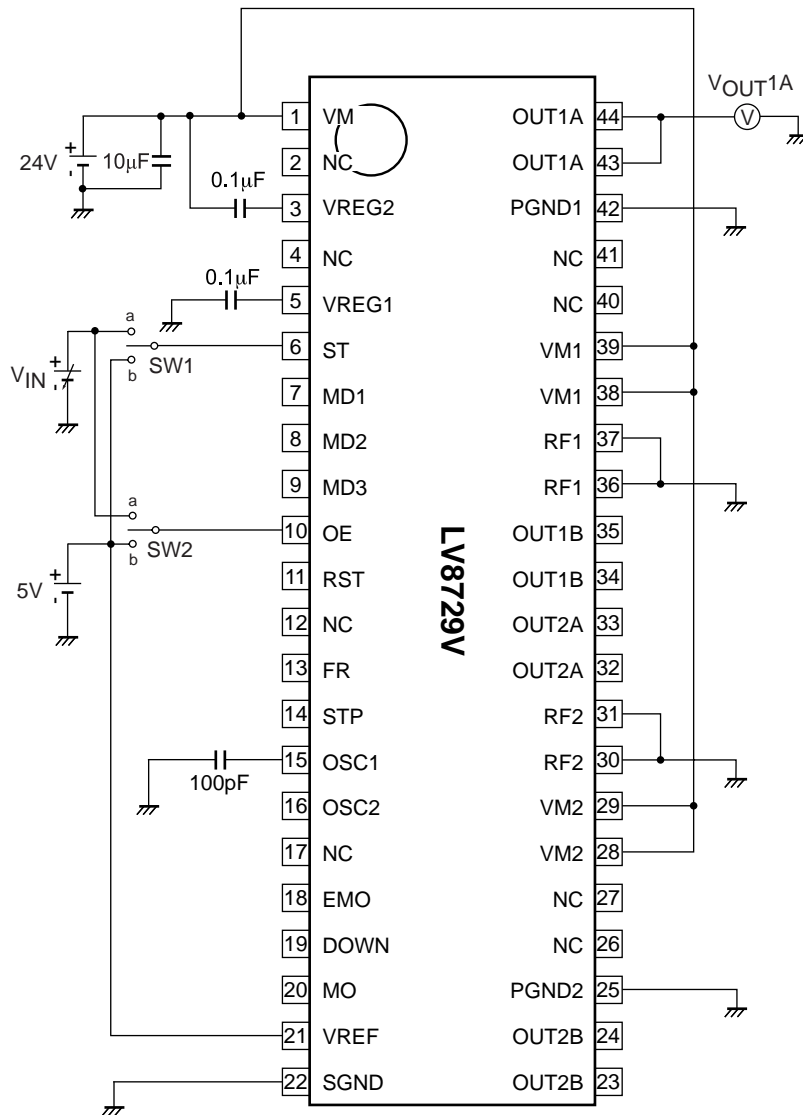 VOUT1A
V
24V
+
-
10μF
0.1μF
0.1μF
a
b
SW1
VIN
+
-
a
b
SW2
5V
+
-
100pF
LV8729V
1 VM
2 NC
3 VREG2
4 NC
5 VREG1
6 ST
7 MD1
8 MD2
9 MD3
10 OE
11 RST
12 NC
13 FR
14 STP
15 OSC1
16 OSC2
17 NC
18 EMO
19 DOWN
20 MO
21 VREF
22 SGND
OUT1A 44
OUT1A 43
PGND1 42
NC 41
NC 40
VM1 39
VM1 38
RF1 37
RF1 36
OUT1B 35
OUT1B 34
OUT2A 33
OUT2A 32
RF2 31
RF2 30
VM2 29
VM2 28
NC 27
NC 26
PGND2 25
OUT2B 24
OUT2B 23